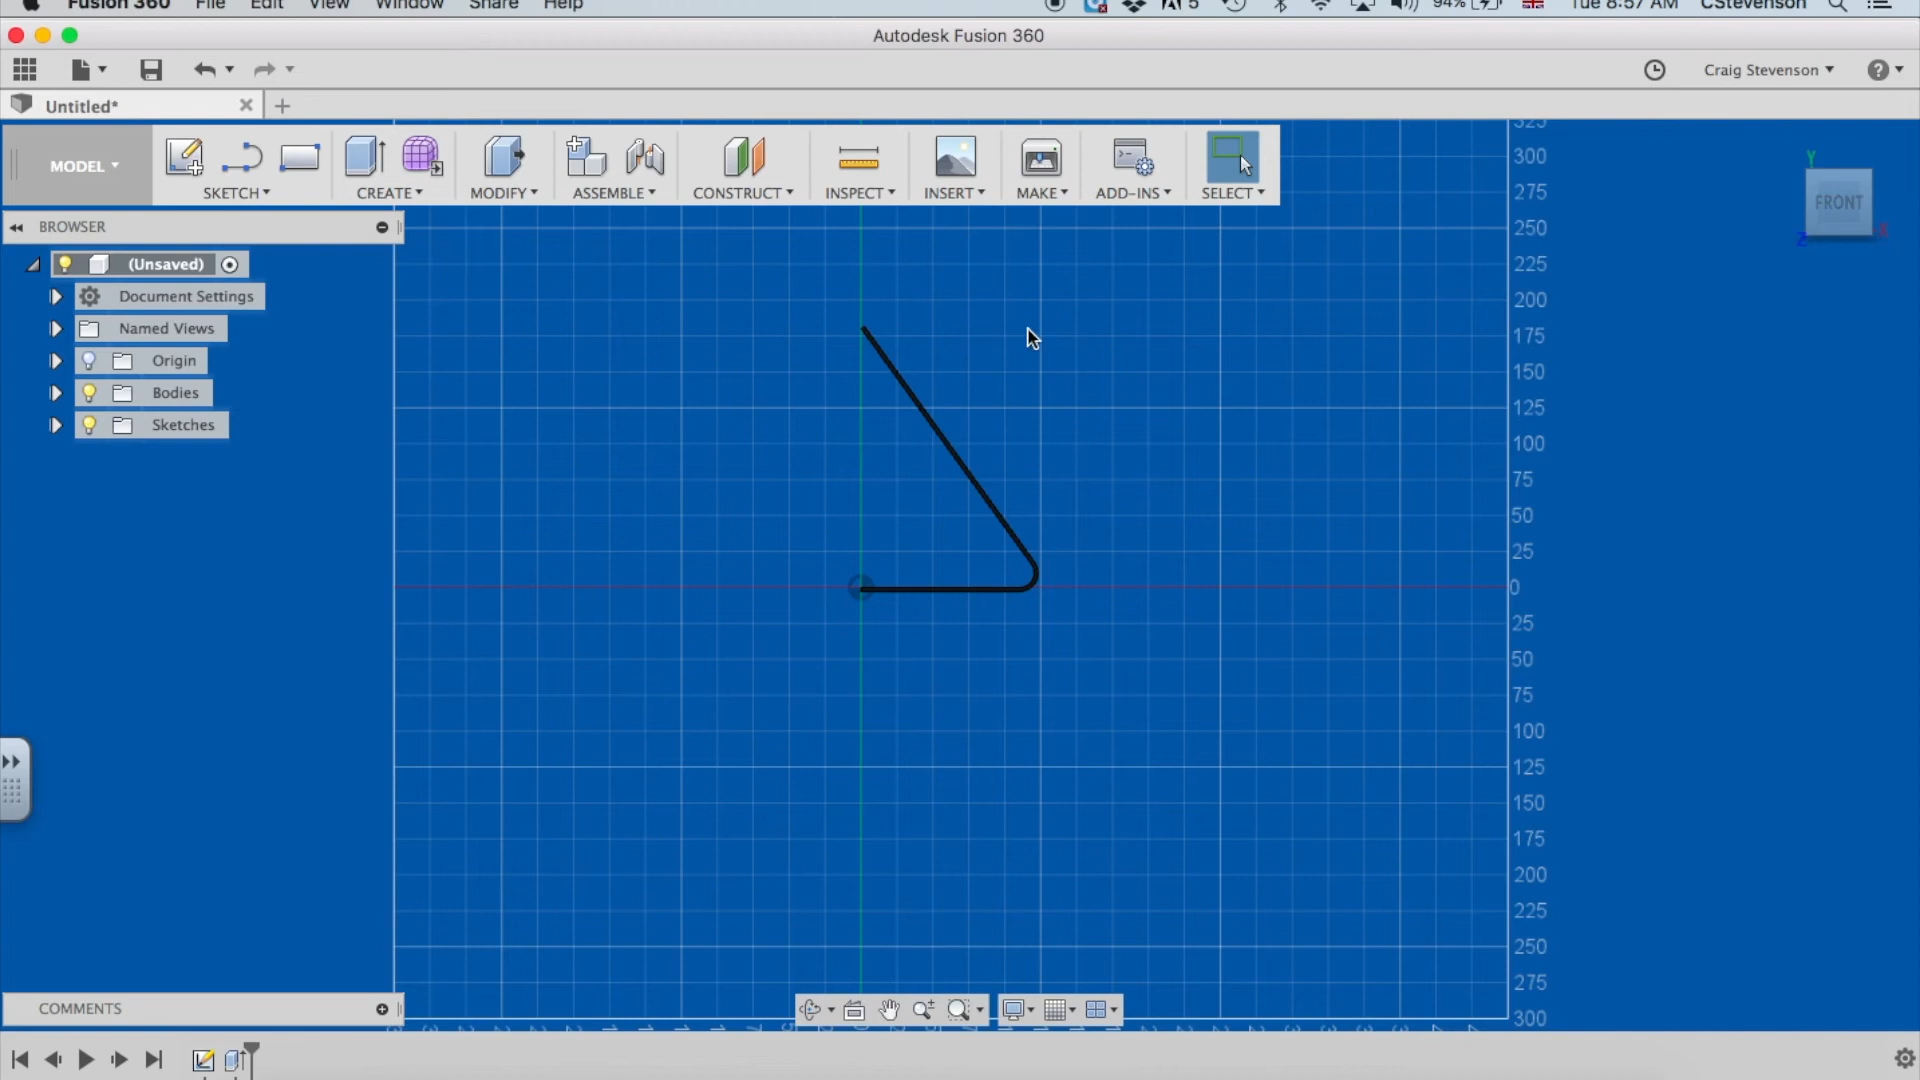 Fusion 360 File Edit View Window Share Help 5 94% Tue 8:57 AM CStevenson
Autodesk Fusion 360
Craig Stevenson
Untitled*
MODEL
SKETCH CREATE MODIFY ASSEMBLE CONSTRUCT INSPECT INSERT MAKE ADD-INS SELECT
BROWSER
(Unsaved)
Document Settings
Named Views
Origin
Bodies
Sketches
Y
FRONT
Z
X
325
300
275
250
225
200
175
150
125
100
75
50
25
0
25
50
75
100
125
150
175
200
225
250
275
300
COMMENTS